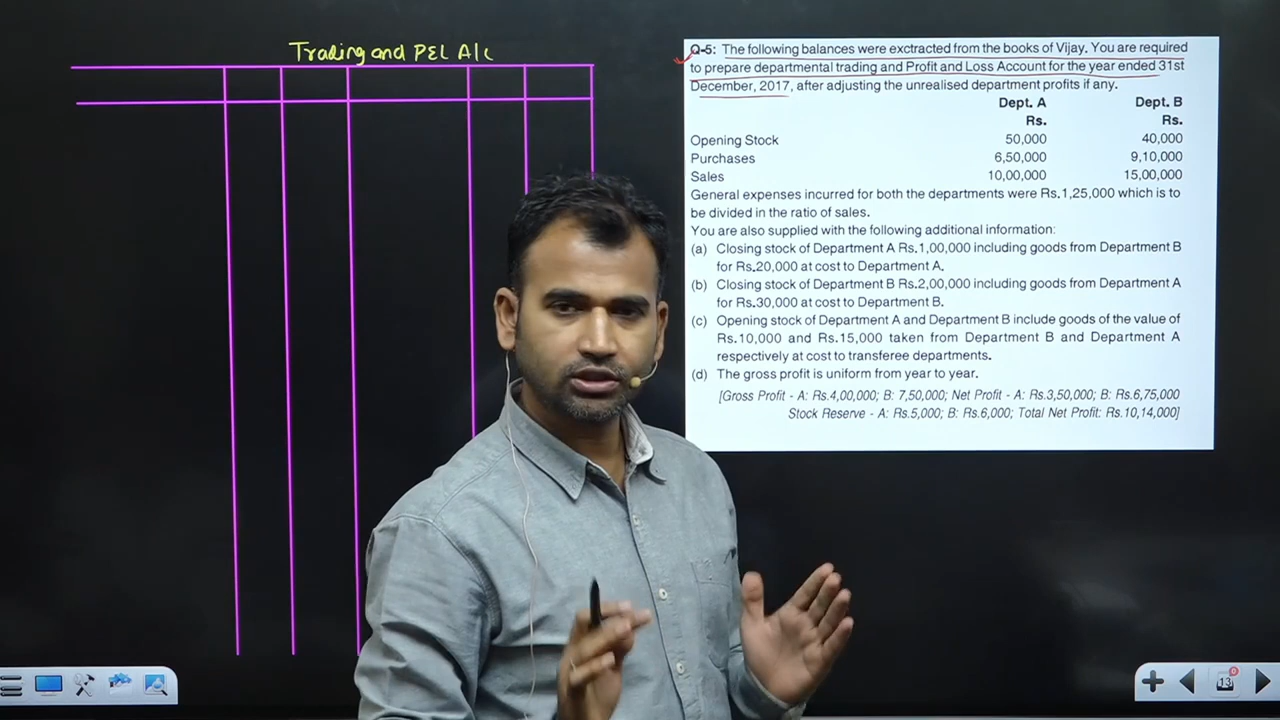 Trading and P&L A/c
Q-5: The following balances were exctracted from the books of Vijay. You are required
to prepare departmental trading and Profit and Loss Account for the year ended 31st
December, 2017, after adjusting the unrealised department profits if any.
Dept. A Dept. B
Rs. Rs.
Opening Stock 50,000 40,000
Purchases 6,50,000 9,10,000
Sales 10,00,000 15,00,000
General expenses incurred for both the departments were Rs.1,25,000 which is to
be divided in the ratio of sales.
You are also supplied with the following additional information:
(a) Closing stock of Department A Rs.1,00,000 including goods from Department B
for Rs.20,000 at cost to Department A.
(b) Closing stock of Department B Rs.2,00,000 including goods from Department A
for Rs.30,000 at cost to Department B.
(c) Opening stock of Department A and Department B include goods of the value of
Rs.10,000 and Rs.15,000 taken from Department B and Department A
respectively at cost to transferee departments.
(d) The gross profit is uniform from year to year.
[Gross Profit - A: Rs.4,00,000; B: 7,50,000; Net Profit - A: Rs.3,50,000; B: Rs.6,75,000
Stock Reserve - A: Rs.5,000; B: Rs.6,000; Total Net Profit: Rs.10,14,000]
13